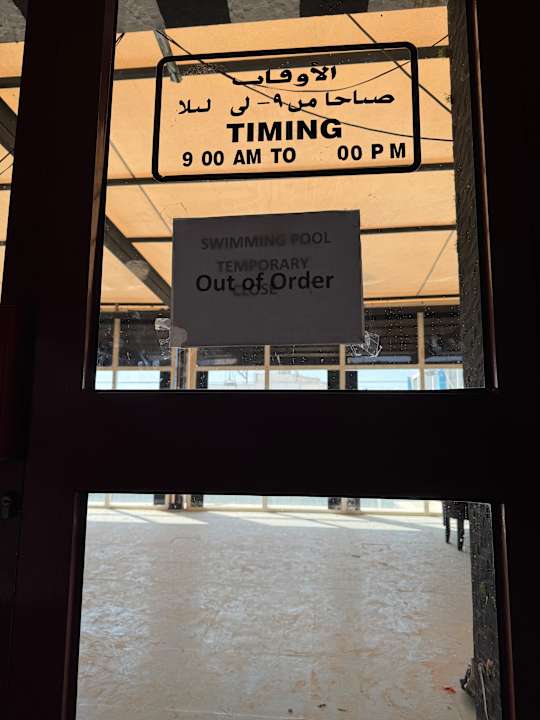 الأوقات
صباحا من ٩ - لى ليلا
TIMING
9 00 AM TO 00 P M
SWIMMING POOL
TEMPORARY
Out of Order
CLOSE